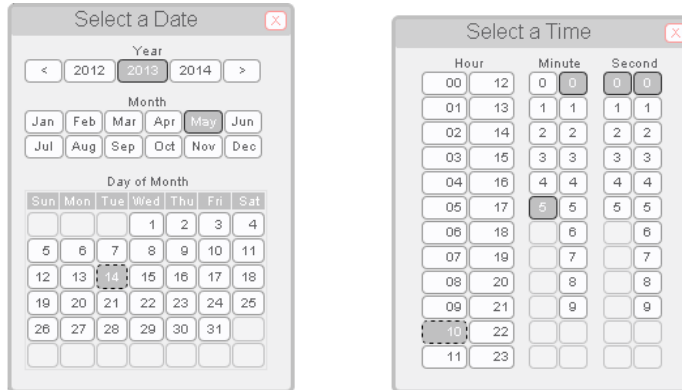 Select a Date X
Year
< 2012 2013 2014 >
Month
Jan Feb Mar Apr May Jun
Jul Aug Sep Oct Nov Dec
Day of Month
Sun Mon Tue Wed Thu Fri Sat
1 2 3 4
5 6 7 8 9 10 11
12 13 14 15 16 17 18
19 20 21 22 23 24 25
26 27 28 29 30 31
Select a Time X
Hour Minute Second
00 12 0 0 0 0
01 13 1 1 1 1
02 14 2 2 2 2
03 15 3 3 3 3
04 16 4 4 4 4
05 17 5 5 5 5
06 18 6 6
07 19 7 7
08 20 8 8
09 21 9 9
10 22
11 23